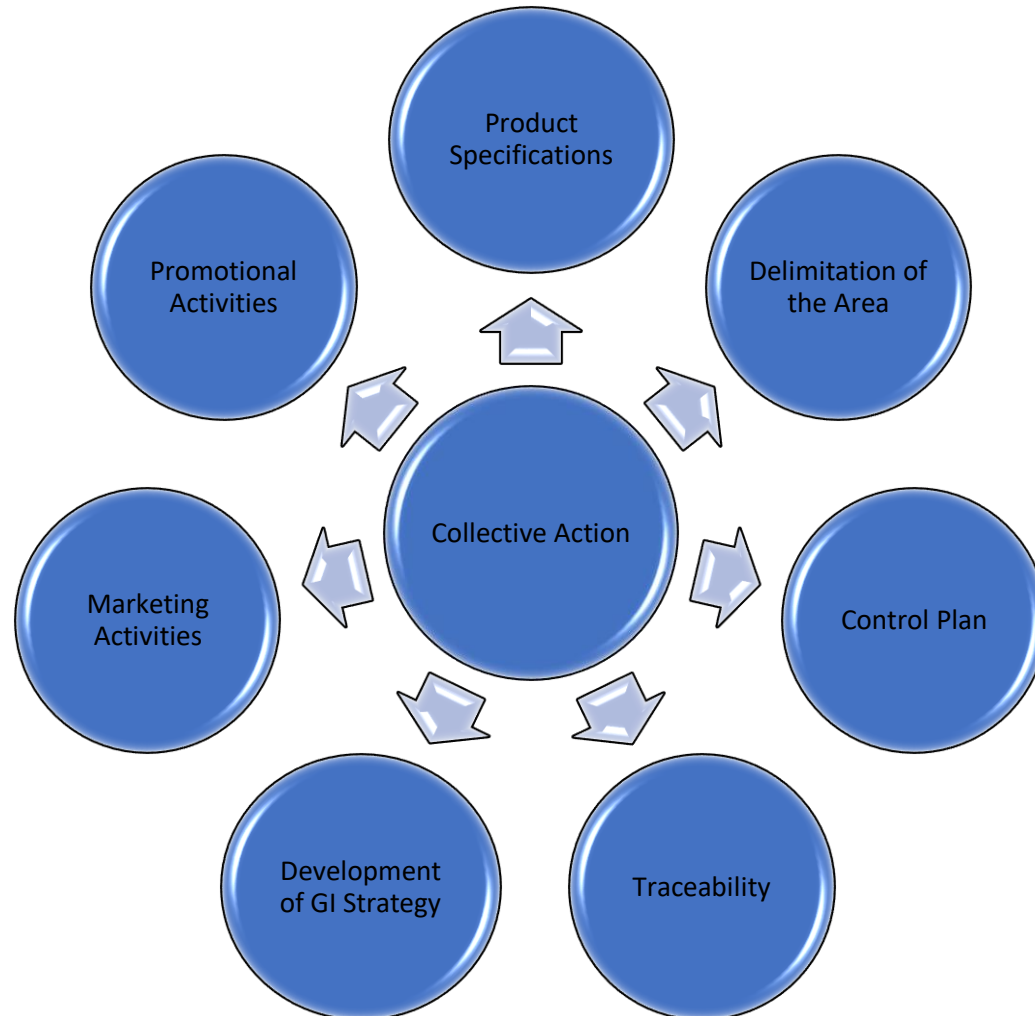 Product
Specifications
Delimitation of
the Area
Control Plan
Traceability
Development
of GI Strategy
Marketing
Activities
Promotional
Activities
Collective Action